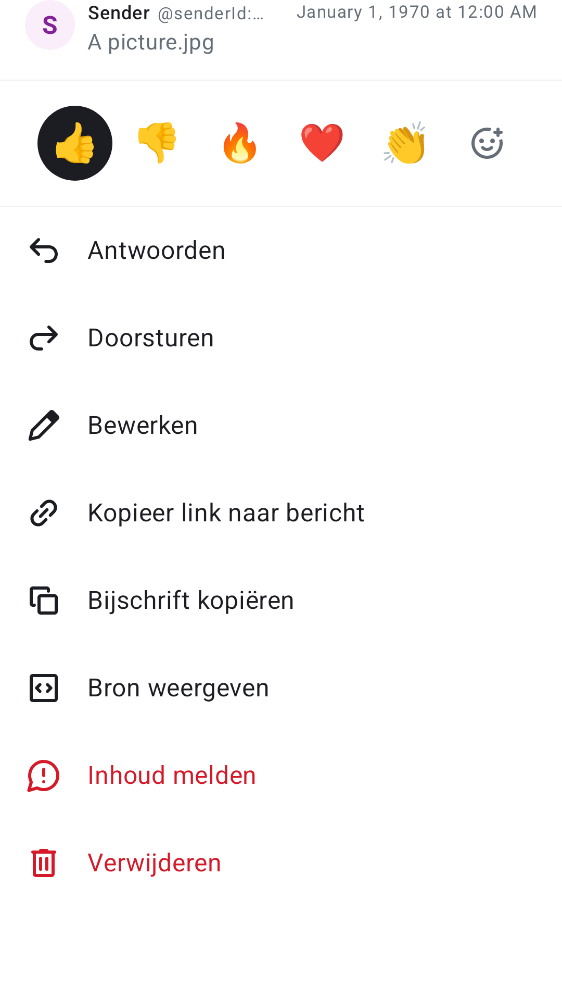 S
Sender @senderId:… January 1, 1970 at 12:00 AM
A picture.jpg
Antwoorden
Doorsturen
Bewerken
Kopieer link naar bericht
Bijschrift kopiëren
Bron weergeven
Inhoud melden
Verwijderen